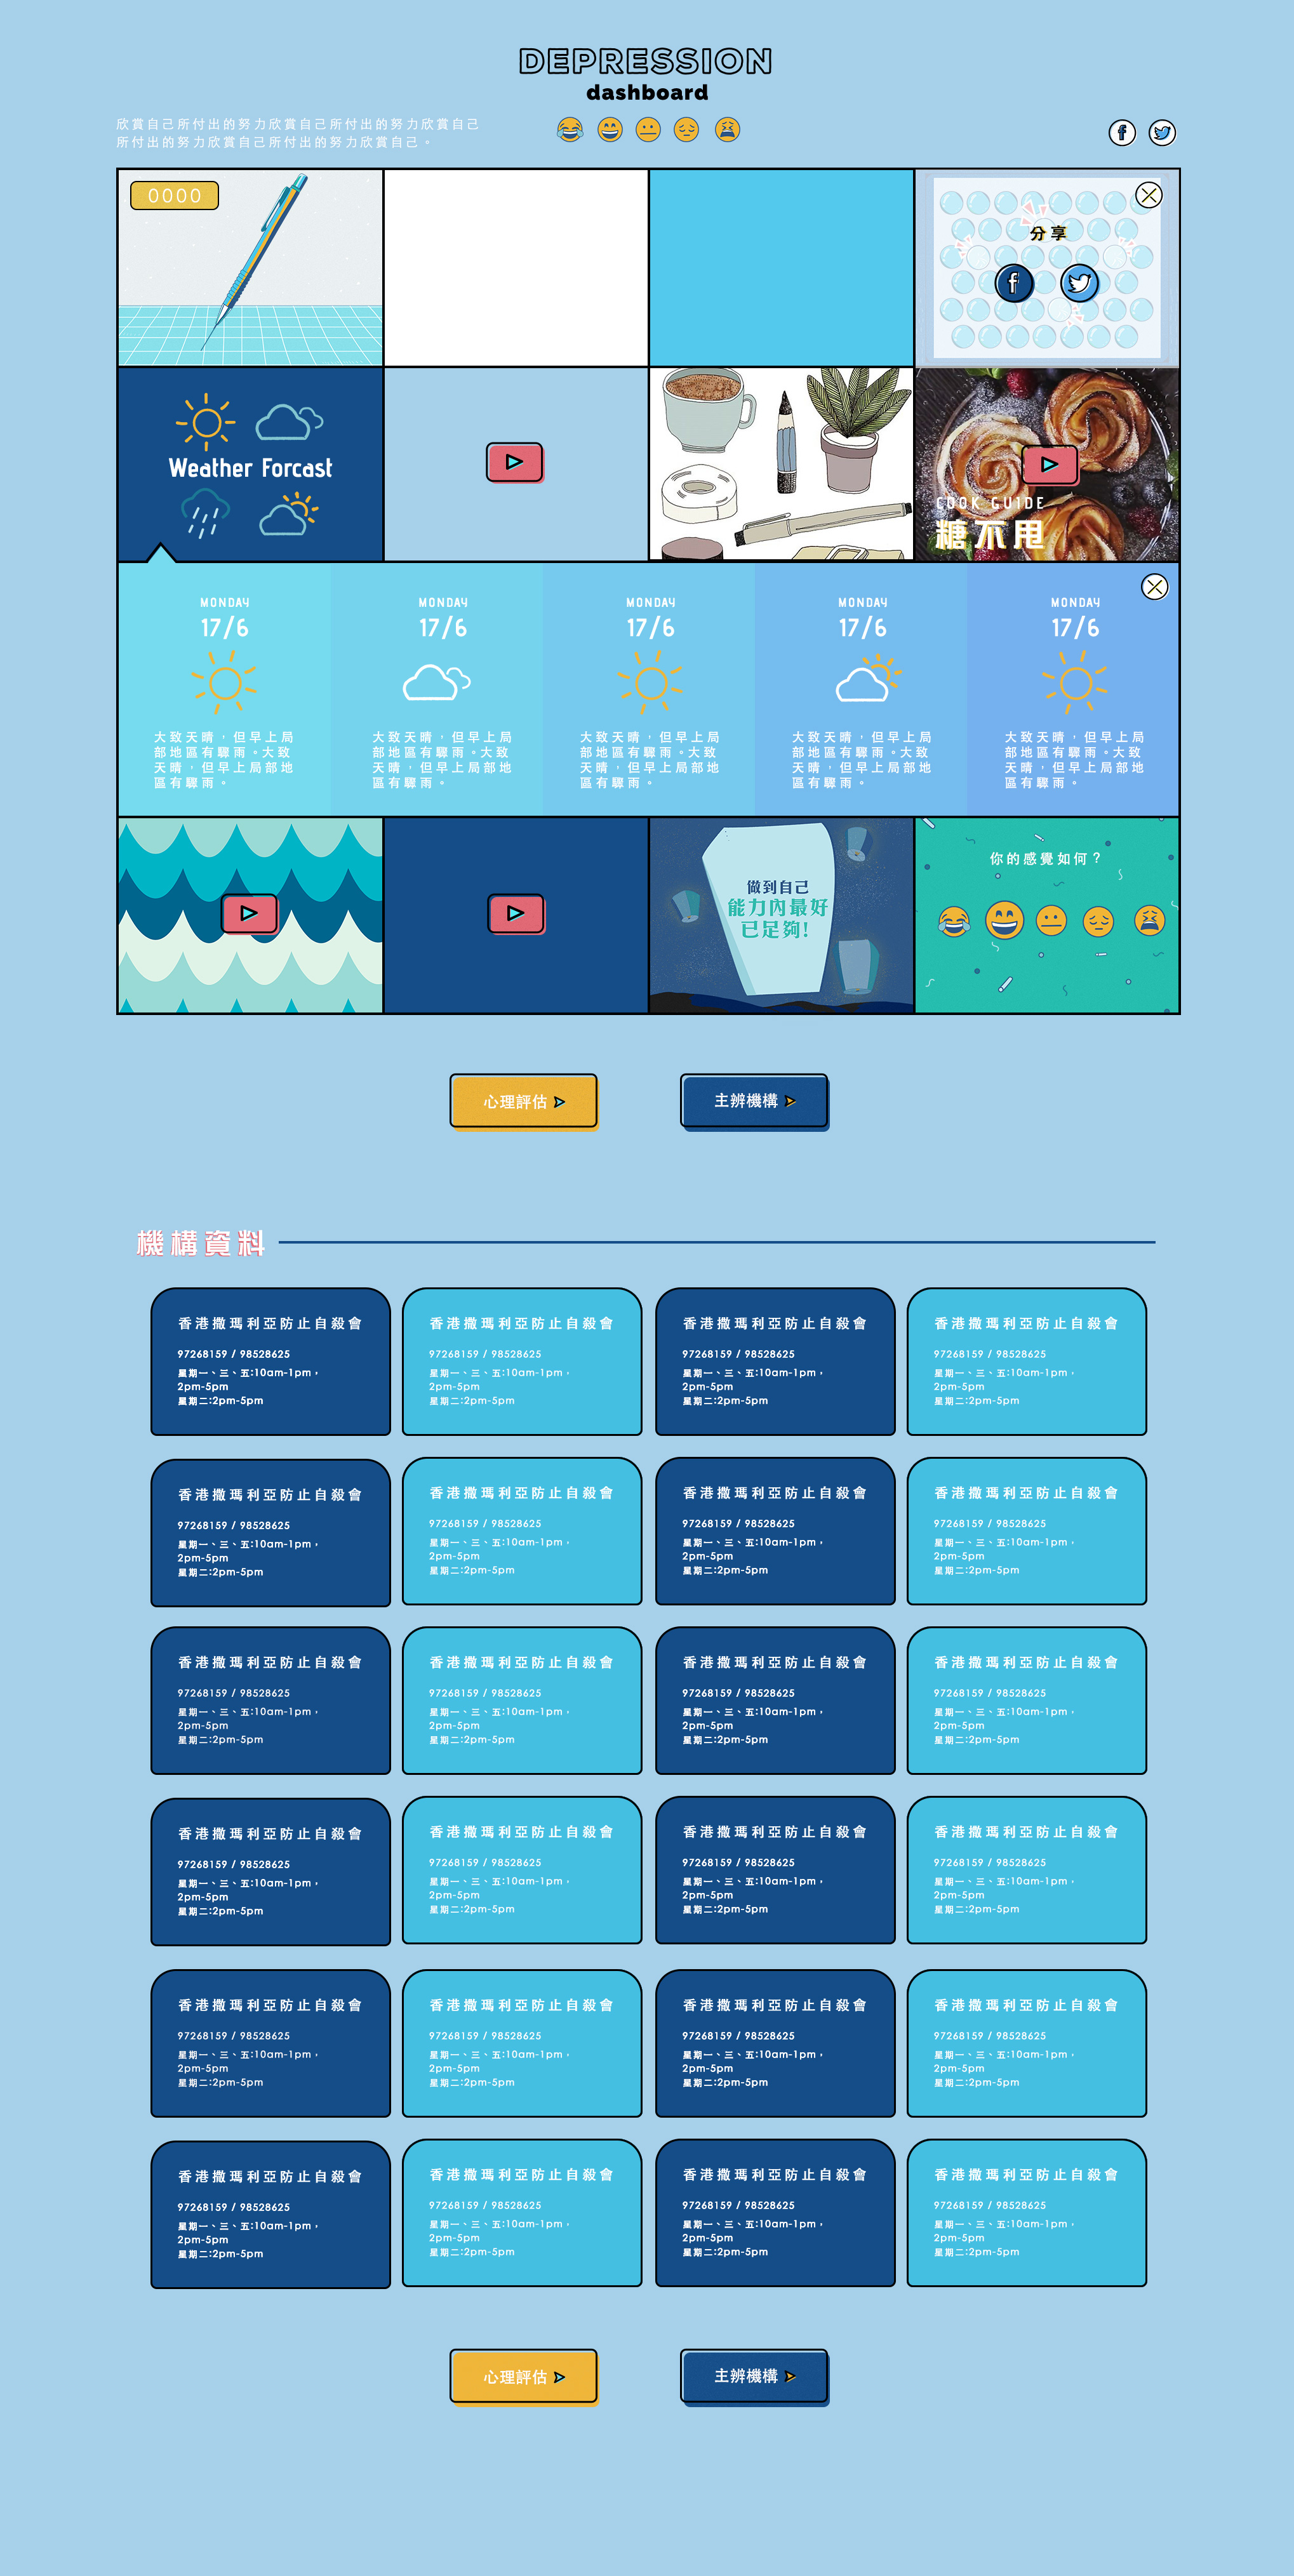 DEPRESSION
dashboard
欣賞自己所付出的努力欣賞自己所付出的努力欣賞自己
所付出的努力欣賞自己所付出的努力欣賞自己。
0000
分享
Weather Forcast
COOK GUIDE
糖不甩
MONDAY
17/6
大致天晴，但早上局
部地區有驟雨。大致
天晴，但早上局部地
區有驟雨。
MONDAY
17/6
大致天晴，但早上局
部地區有驟雨。大致
天晴，但早上局部地
區有驟雨。
MONDAY
17/6
大致天晴，但早上局
部地區有驟雨。大致
天晴，但早上局部地
區有驟雨。
MONDAY
17/6
大致天晴，但早上局
部地區有驟雨。大致
天晴，但早上局部地
區有驟雨。
MONDAY
17/6
大致天晴，但早上局
部地區有驟雨。大致
天晴，但早上局部地
區有驟雨。
做到自己
能力內最好
已足夠!
你的感覺如何？
心理評估
主辨機構
機構資料
香港撒瑪利亞防止自殺會
97268159 / 98528625
星期一、三、五:10am-1pm，
2pm-5pm
星期二:2pm-5pm
香港撒瑪利亞防止自殺會
97268159 / 98528625
星期一、三、五:10am-1pm，
2pm-5pm
星期二:2pm-5pm
香港撒瑪利亞防止自殺會
97268159 / 98528625
星期一、三、五:10am-1pm，
2pm-5pm
星期二:2pm-5pm
香港撒瑪利亞防止自殺會
97268159 / 98528625
星期一、三、五:10am-1pm，
2pm-5pm
星期二:2pm-5pm
香港撒瑪利亞防止自殺會
97268159 / 98528625
星期一、三、五:10am-1pm，
2pm-5pm
星期二:2pm-5pm
香港撒瑪利亞防止自殺會
97268159 / 98528625
星期一、三、五:10am-1pm，
2pm-5pm
星期二:2pm-5pm
香港撒瑪利亞防止自殺會
97268159 / 98528625
星期一、三、五:10am-1pm，
2pm-5pm
星期二:2pm-5pm
香港撒瑪利亞防止自殺會
97268159 / 98528625
星期一、三、五:10am-1pm，
2pm-5pm
星期二:2pm-5pm
香港撒瑪利亞防止自殺會
97268159 / 98528625
星期一、三、五:10am-1pm，
2pm-5pm
星期二:2pm-5pm
香港撒瑪利亞防止自殺會
97268159 / 98528625
星期一、三、五:10am-1pm，
2pm-5pm
星期二:2pm-5pm
香港撒瑪利亞防止自殺會
97268159 / 98528625
星期一、三、五:10am-1pm，
2pm-5pm
星期二:2pm-5pm
香港撒瑪利亞防止自殺會
97268159 / 98528625
星期一、三、五:10am-1pm，
2pm-5pm
星期二:2pm-5pm
香港撒瑪利亞防止自殺會
97268159 / 98528625
星期一、三、五:10am-1pm，
2pm-5pm
星期二:2pm-5pm
香港撒瑪利亞防止自殺會
97268159 / 98528625
星期一、三、五:10am-1pm，
2pm-5pm
星期二:2pm-5pm
香港撒瑪利亞防止自殺會
97268159 / 98528625
星期一、三、五:10am-1pm，
2pm-5pm
星期二:2pm-5pm
香港撒瑪利亞防止自殺會
97268159 / 98528625
星期一、三、五:10am-1pm，
2pm-5pm
星期二:2pm-5pm
香港撒瑪利亞防止自殺會
97268159 / 98528625
星期一、三、五:10am-1pm，
2pm-5pm
星期二:2pm-5pm
香港撒瑪利亞防止自殺會
97268159 / 98528625
星期一、三、五:10am-1pm，
2pm-5pm
星期二:2pm-5pm
香港撒瑪利亞防止自殺會
97268159 / 98528625
星期一、三、五:10am-1pm，
2pm-5pm
星期二:2pm-5pm
香港撒瑪利亞防止自殺會
97268159 / 98528625
星期一、三、五:10am-1pm，
2pm-5pm
星期二:2pm-5pm
香港撒瑪利亞防止自殺會
97268159 / 98528625
星期一、三、五:10am-1pm，
2pm-5pm
星期二:2pm-5pm
香港撒瑪利亞防止自殺會
97268159 / 98528625
星期一、三、五:10am-1pm，
2pm-5pm
星期二:2pm-5pm
香港撒瑪利亞防止自殺會
97268159 / 98528625
星期一、三、五:10am-1pm，
2pm-5pm
星期二:2pm-5pm
香港撒瑪利亞防止自殺會
97268159 / 98528625
星期一、三、五:10am-1pm，
2pm-5pm
星期二:2pm-5pm
心理評估
主辨機構